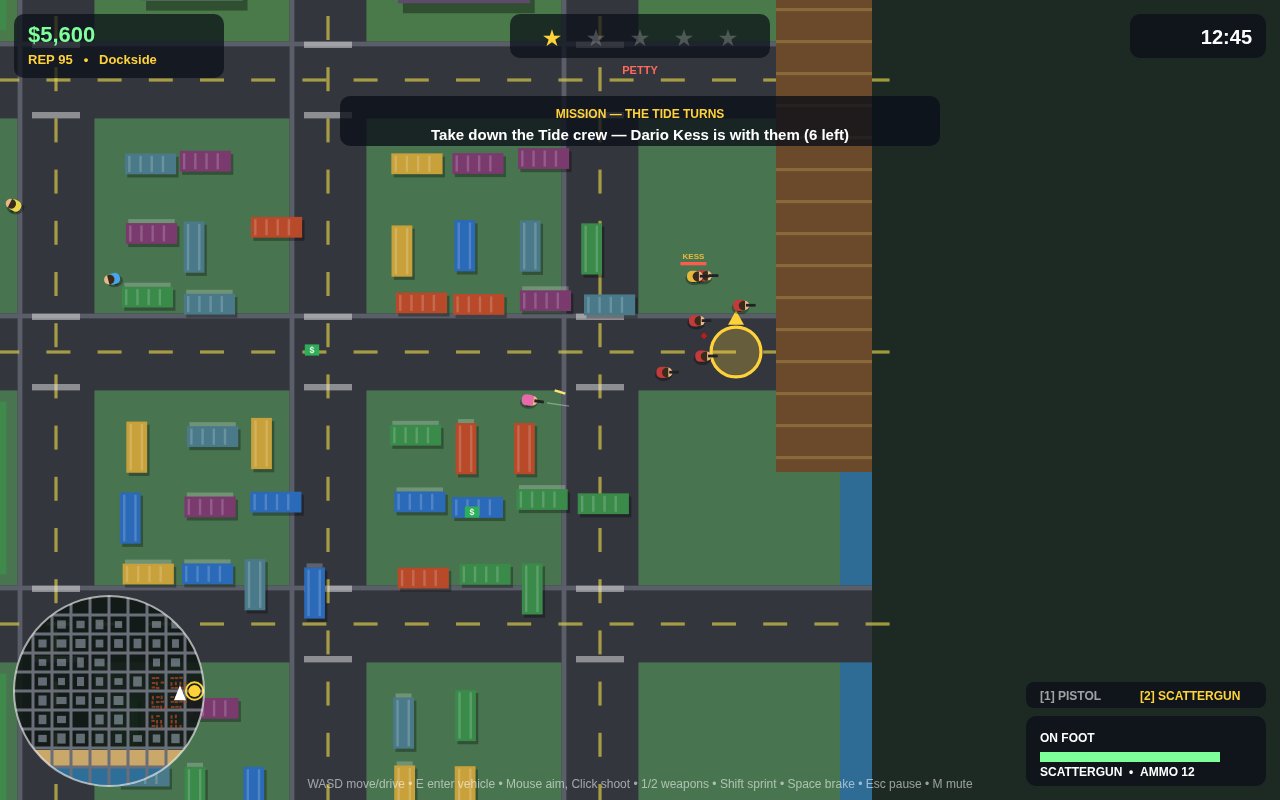 $5,600
REP 95 • Dockside
PETTY
12:45
MISSION — THE TIDE TURNS
Take down the Tide crew — Dario Kess is with them (6 left)
KESS
$
$
[1] PISTOL [2] SCATTERGUN
ON FOOT
SCATTERGUN • AMMO 12
WASD move/drive • E enter vehicle • Mouse aim, Click shoot • 1/2 weapons • Shift sprint • Space brake • Esc pause • M mute